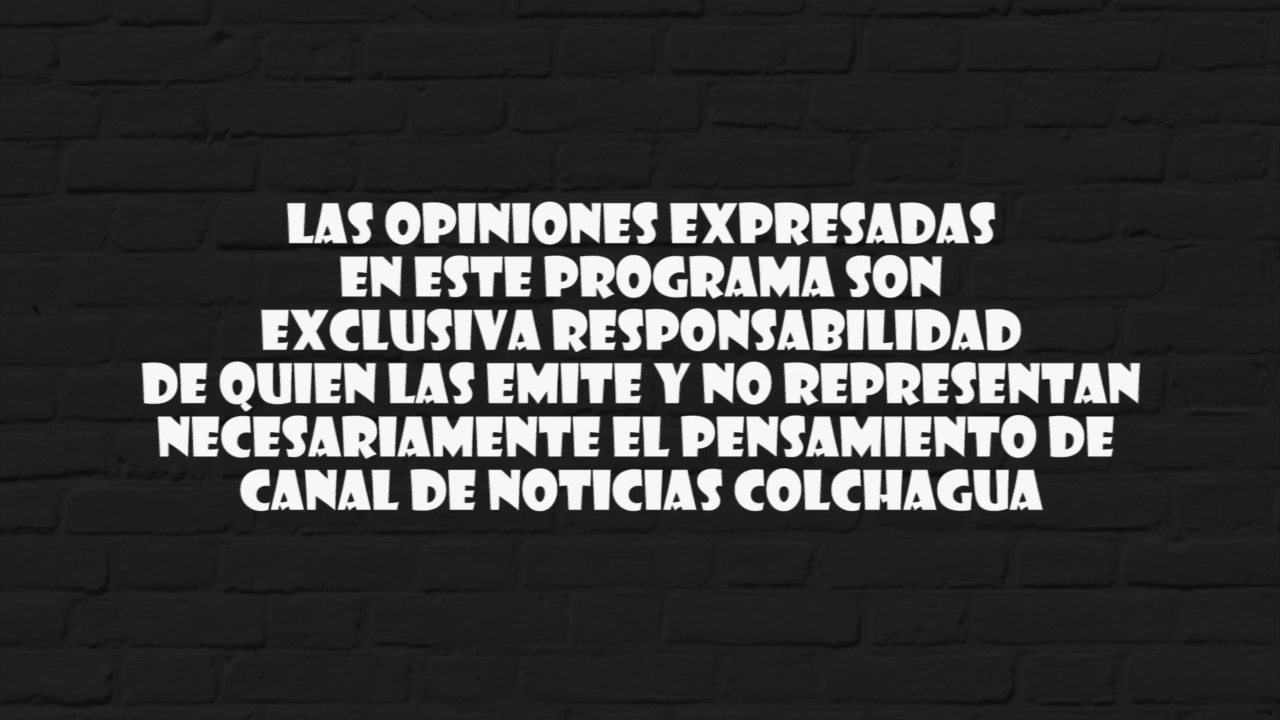 LAS OPINIONES EXPRESADAS
EN ESTE PROGRAMA SON
EXCLUSIVA RESPONSABILIDAD
DE QUIEN LAS EMITE Y NO REPRESENTAN
NECESARIAMENTE EL PENSAMIENTO DE
CANAL DE NOTICIAS COLCHAGUA